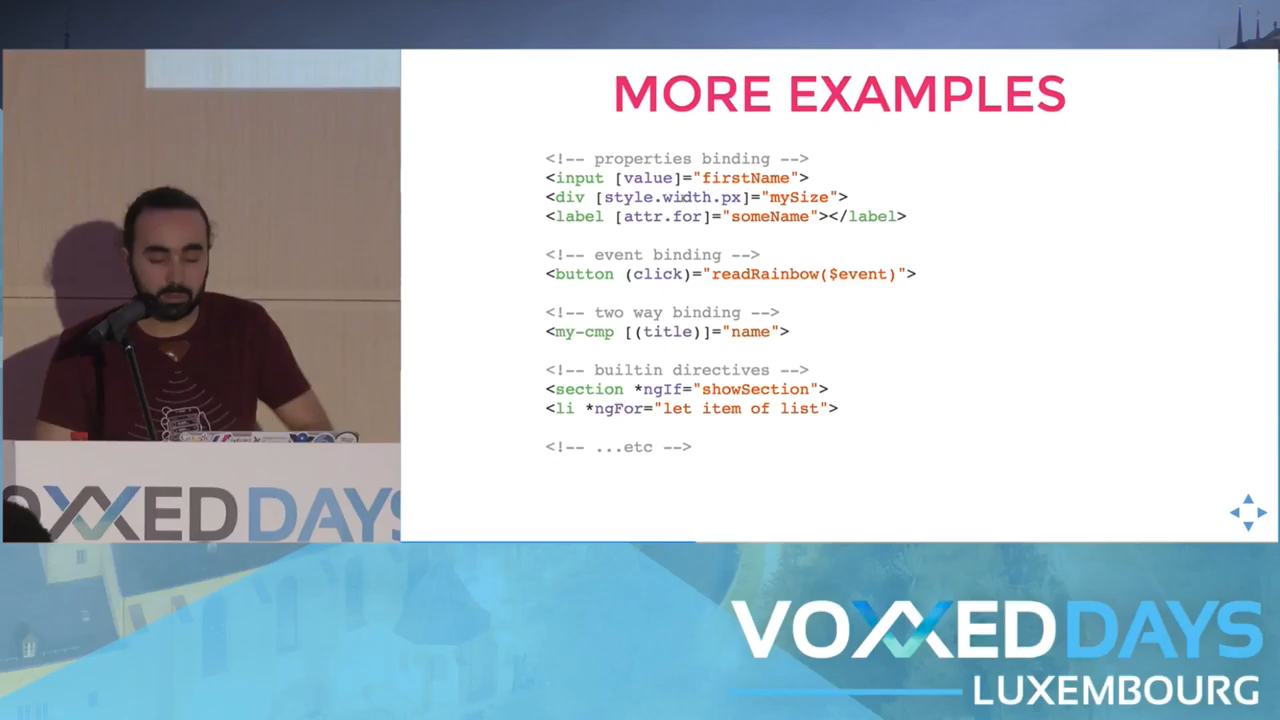 MORE EXAMPLES
<!-- properties binding -->
<input [value]="firstName">
<div [style.width.px]="mySize">
<label [attr.for]="someName"></label>
<!-- event binding -->
<button (click)="readRainbow($event)">
<!-- two way binding -->
<my-cmp [(title)]="name">
<!-- builtin directives -->
<section *ngIf="showSection">
<li *ngFor="let item of list">
<!-- ...etc -->
VOXXED DAYS
VOXXED DAYS
LUXEMBOURG